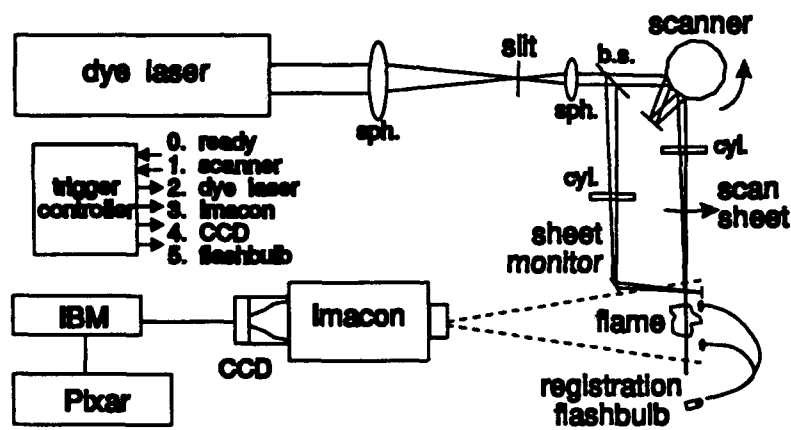 scanner
slit
b.s.
dye laser
sph.
sph.
0. ready
1. scanner
2. dye laser
3. Imacon
4. CCD
5. flashbulb
trigger
controller
cyl.
cyl.
scan
sheet
sheet
monitor
IBM
Imacon
flame
CCD
Pixar
registration
flashbulb